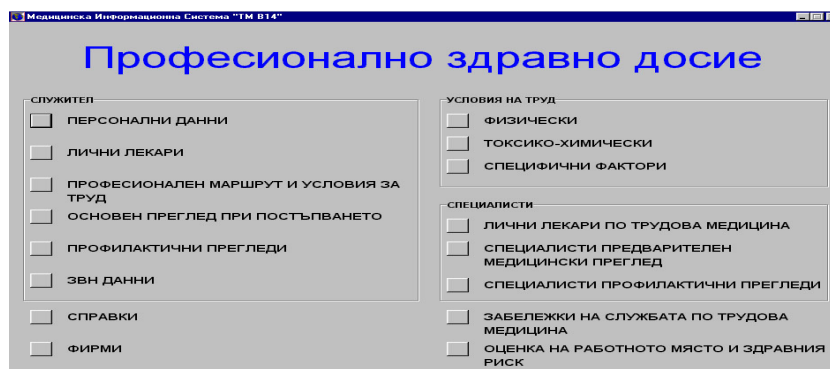 Медицинска Информационна Система "ТМ В14"
Професионално здравно досие
СЛУЖИТЕЛ
ПЕРСОНАЛНИ ДАННИ
ЛИЧНИ ЛЕКАРИ
ПРОФЕСИОНАЛЕН МАРШРУТ И УСЛОВИЯ ЗА
ТРУД
ОСНОВЕН ПРЕГЛЕД ПРИ ПОСТЪПВАНЕТО
ПРОФИЛАКТИЧНИ ПРЕГЛЕДИ
ЗВН ДАННИ
СПРАВКИ
ФИРМИ
УСЛОВИЯ НА ТРУД
ФИЗИЧЕСКИ
ТОКСИКО-ХИМИЧЕСКИ
СПЕЦИФИЧНИ ФАКТОРИ
СПЕЦИАЛИСТИ
ЛИЧНИ ЛЕКАРИ ПО ТРУДОВА МЕДИЦИНА
СПЕЦИАЛИСТИ ПРЕДВАРИТЕЛЕН
МЕДИЦИНСКИ ПРЕГЛЕД
СПЕЦИАЛИСТИ ПРОФИЛАКТИЧНИ ПРЕГЛЕДИ
ЗАБЕЛЕЖКИ НА СЛУЖБАТА ПО ТРУДОВА
МЕДИЦИНА
ОЦЕНКА НА РАБОТНОТО МЯСТО И ЗДРАВНИЯ
РИСК